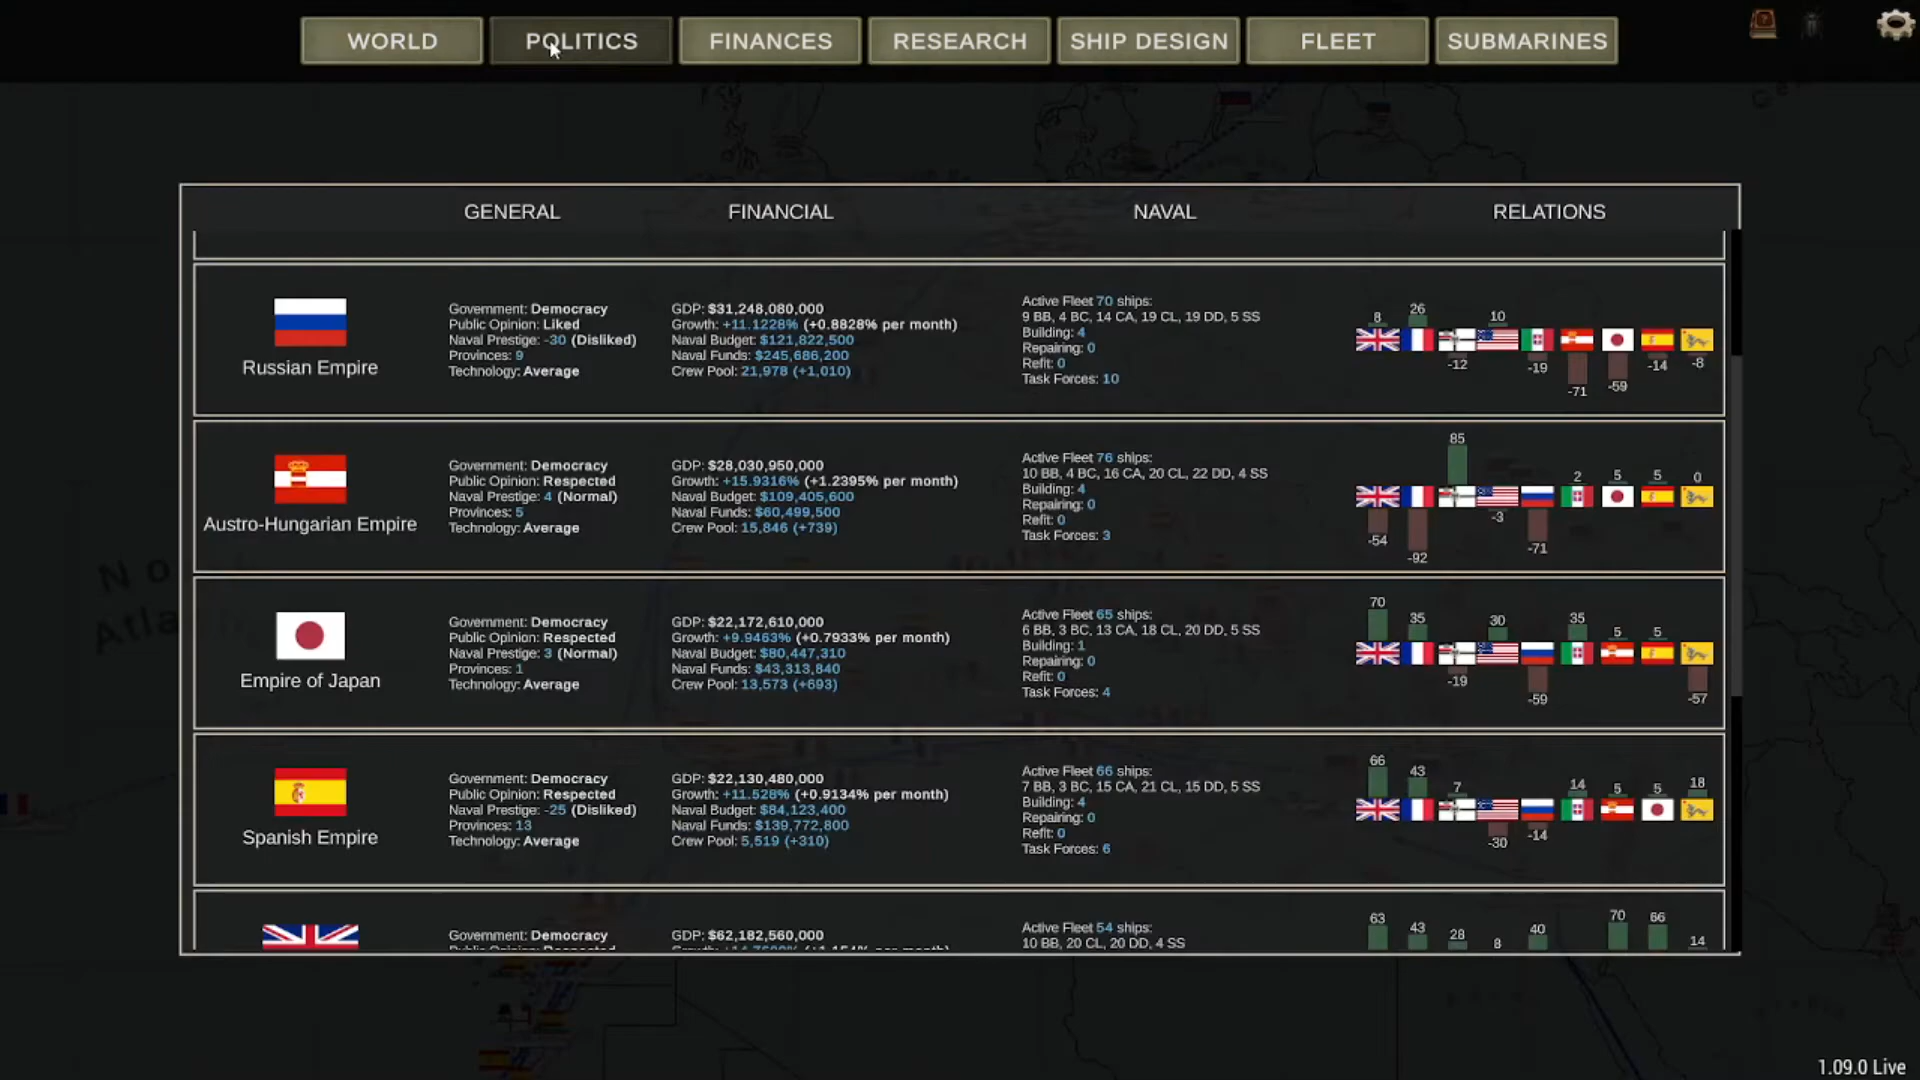 WORLD POLITICS FINANCES RESEARCH SHIP DESIGN FLEET SUBMARINES
GENERAL FINANCIAL NAVAL RELATIONS
Russian Empire
Government: Democracy
Public Opinion: Liked
Naval Prestige: -30 (Disliked)
Provinces: 9
Technology: Average
GDP: $31,248,080,000
Growth: +11.1228% (+0.8828% per month)
Naval Budget: $121,822,500
Naval Funds: $245,686,200
Crew Pool: 21,978 (+1,010)
Active Fleet 70 ships:
9 BB, 4 BC, 14 CA, 19 CL, 19 DD, 5 SS
Building: 4
Repairing: 0
Refit: 0
Task Forces: 10
8 26 10
-12 -19 -71 -59 -14 -8
Austro-Hungarian Empire
Government: Democracy
Public Opinion: Respected
Naval Prestige: 4 (Normal)
Provinces: 5
Technology: Average
GDP: $28,030,950,000
Growth: +15.9316% (+1.2395% per month)
Naval Budget: $109,405,600
Naval Funds: $60,499,500
Crew Pool: 15,846 (+739)
Active Fleet 76 ships:
10 BB, 4 BC, 16 CA, 20 CL, 22 DD, 4 SS
Building: 4
Repairing: 0
Refit: 0
Task Forces: 3
85 2 5 5 0
-54 -92 -3 -71
Empire of Japan
Government: Democracy
Public Opinion: Respected
Naval Prestige: 3 (Normal)
Provinces: 1
Technology: Average
GDP: $22,172,610,000
Growth: +9.9463% (+0.7933% per month)
Naval Budget: $80,447,310
Naval Funds: $43,313,840
Crew Pool: 13,573 (+693)
Active Fleet 65 ships:
6 BB, 3 BC, 13 CA, 18 CL, 20 DD, 5 SS
Building: 1
Repairing: 0
Refit: 0
Task Forces: 4
70 35 30 35 5 5
-19 -59 -57
Spanish Empire
Government: Democracy
Public Opinion: Respected
Naval Prestige: -25 (Disliked)
Provinces: 13
Technology: Average
GDP: $22,130,480,000
Growth: +11.528% (+0.9134% per month)
Naval Budget: $84,123,400
Naval Funds: $139,772,800
Crew Pool: 5,519 (+310)
Active Fleet 66 ships:
7 BB, 3 BC, 15 CA, 21 CL, 15 DD, 5 SS
Building: 4
Repairing: 0
Refit: 0
Task Forces: 6
66 43 7 14 5 5 18
-30 -14
Government: Democracy
GDP: $62,182,560,000
Active Fleet 54 ships:
10 BB, 20 CL, 20 DD, 4 SS
63 43 28 8 40 70 66 14
No
Atla
1.09.0 Live